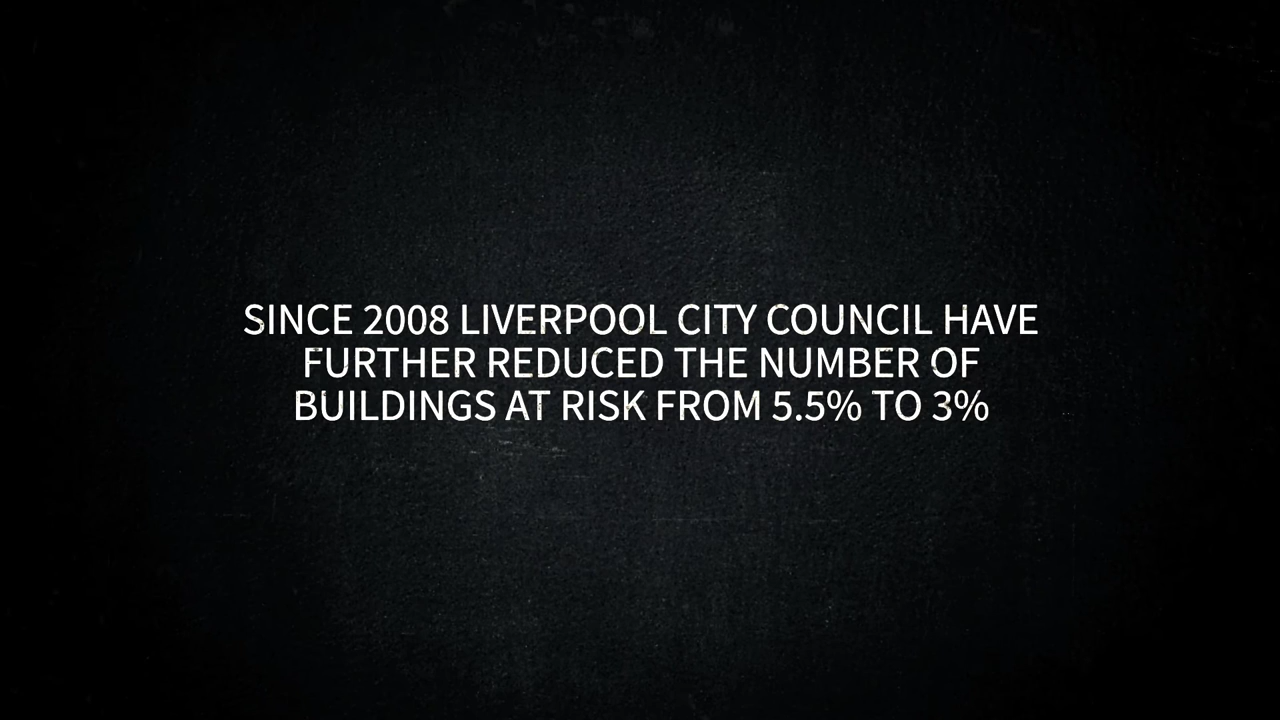 SINCE 2008 LIVERPOOL CITY COUNCIL HAVE
FURTHER REDUCED THE NUMBER OF
BUILDINGS AT RISK FROM 5.5% TO 3%